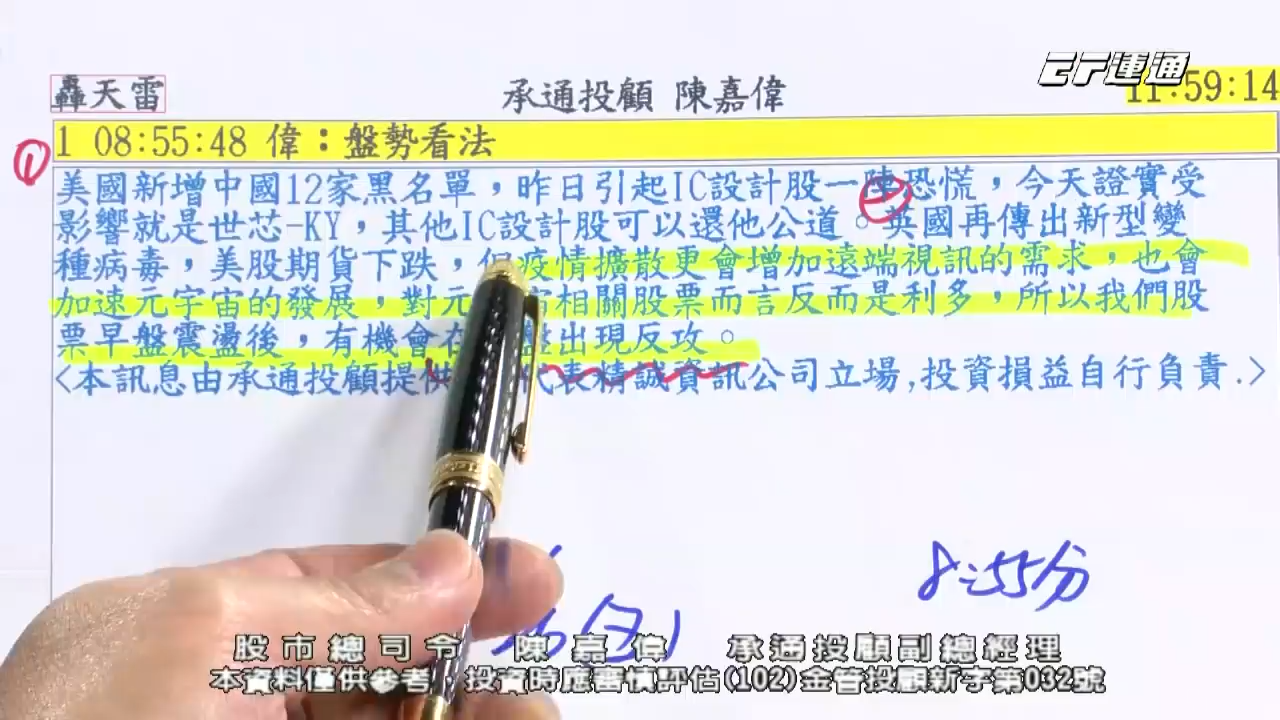 EF運通
轟天雷 承通投顧 陳嘉偉 11:59:14
① 1 08:55:48 偉：盤勢看法
美國新增中國12家黑名單，昨日引起IC設計股一陣恐慌，今天證實受
影響就是世芯-KY，其他IC設計股可以還他公道。英國再傳出新型變
種病毒，美股期貨下跌，但疫情擴散更會增加遠端視訊的需求，也會
加速元宇宙的發展，對元 宙相關股票而言反而是利多，所以我們股
票早盤震盪後，有機會在 盤出現反攻。
<本訊息由承通投顧提供 代表精誠資訊公司立場,投資損益自行負責.>
8:55分
股市總司令 陳嘉偉 承通投顧副總經理
本資料僅供參考，投資時應審慎評估(102)金管投顧新字第032號